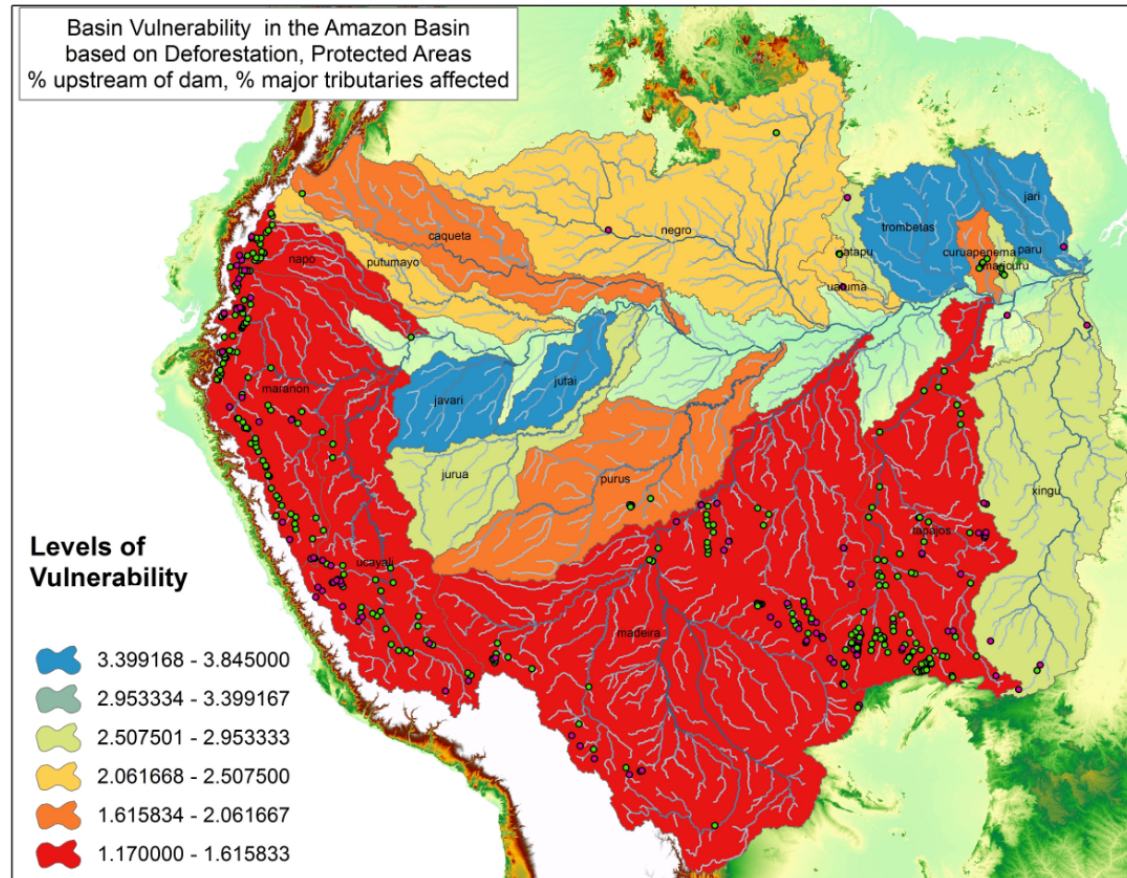 Basin Vulnerability in the Amazon Basin
based on Deforestation, Protected Areas
% upstream of dam, % major tributaries affected
jari
trombetas
negro
caqueta
curuapenema
paru
napo
putumayo
uatuma
maranon
jutai
javari
jurua
purus
xingu
tapajos
ucayali
madeira
Levels of
Vulnerability
3.399168 - 3.845000
2.953334 - 3.399167
2.507501 - 2.953333
2.061668 - 2.507500
1.615834 - 2.061667
1.170000 - 1.615833